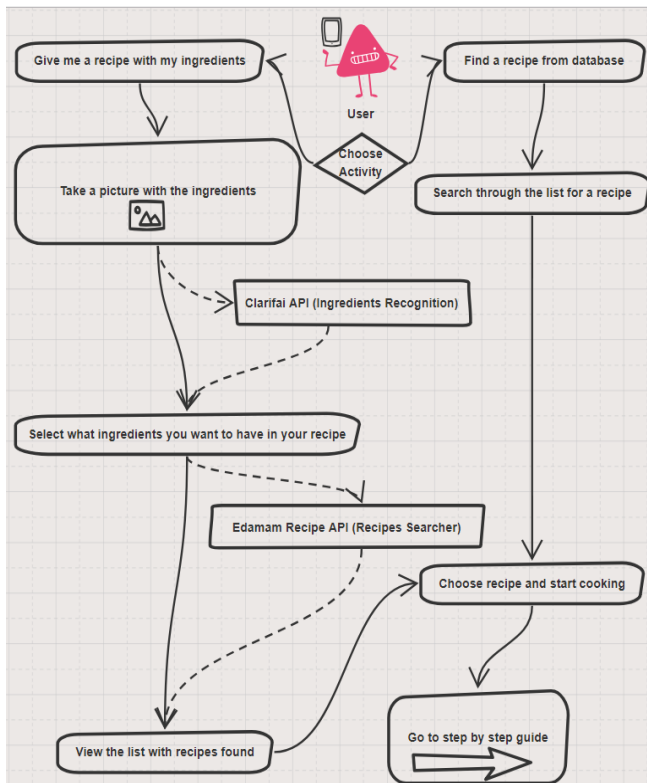 Give me a recipe with my ingredients
Find a recipe from database
User
Choose
Activity
Take a picture with the ingredients
Search through the list for a recipe
Clarifai API (Ingredients Recognition)
Select what ingredients you want to have in your recipe
Edamam Recipe API (Recipes Searcher)
Choose recipe and start cooking
View the list with recipes found
Go to step by step guide